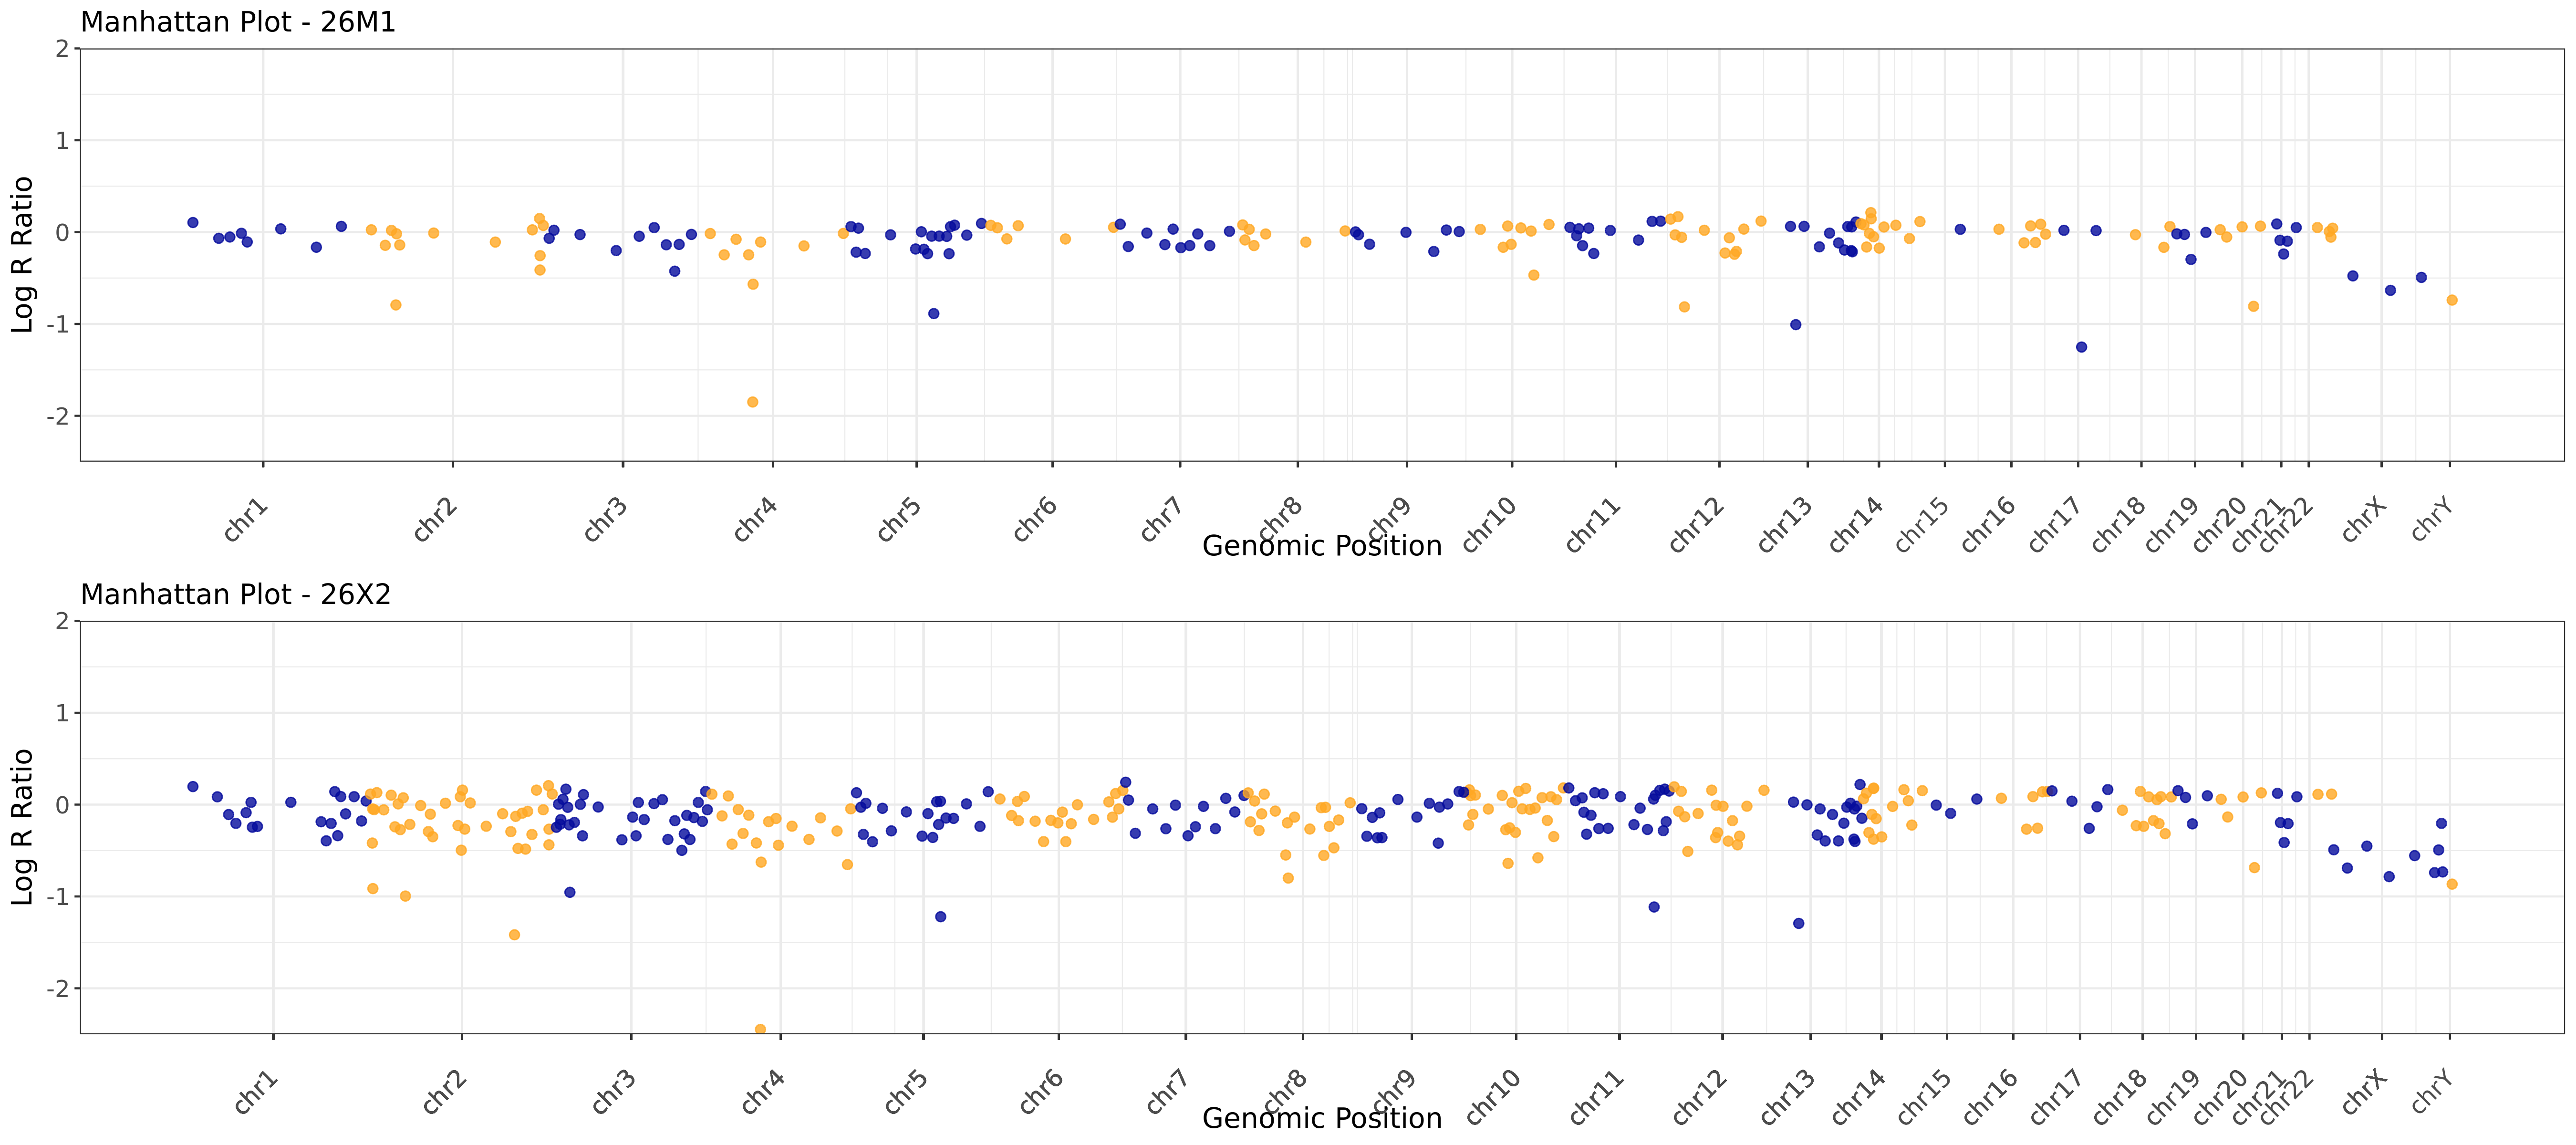 Manhattan Plot - 26M1
2
1
0
-1
-2
Log R Ratio
chr1 chr2 chr3 chr4 chr5 chr6 chr7 chr8 chr9 chr10 chr11 chr12 chr13 chr14 chr15 chr16 chr17 chr18 chr19 chr20 chr21 chr22 chrX chrY
Genomic Position
Manhattan Plot - 26X2
2
1
0
-1
-2
Log R Ratio
chr1 chr2 chr3 chr4 chr5 chr6 chr7 chr8 chr9 chr10 chr11 chr12 chr13 chr14 chr15 chr16 chr17 chr18 chr19 chr20 chr21 chr22 chrX chrY
Genomic Position